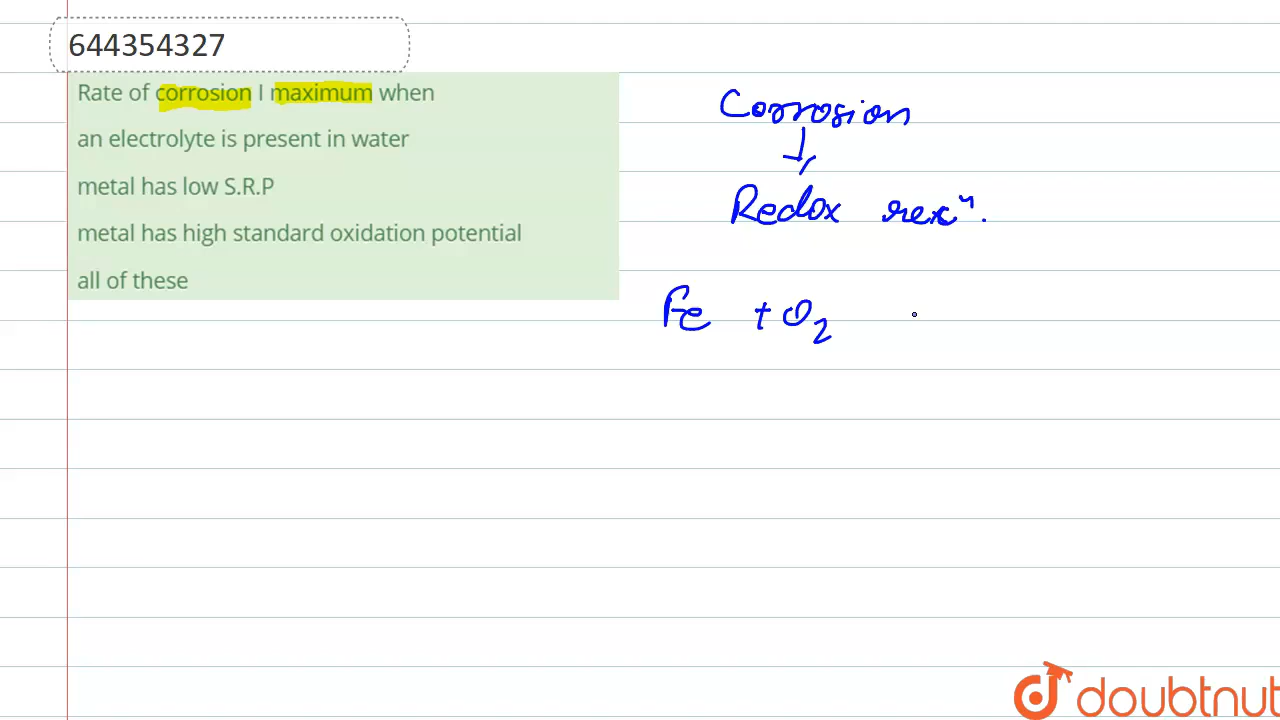 644354327
Rate of corrosion I maximum when
an electrolyte is present in water
metal has low S.R.P
metal has high standard oxidation potential
all of these
Corrosion
↓
Redox rexⁿ.
Fe + O₂
doubtnut